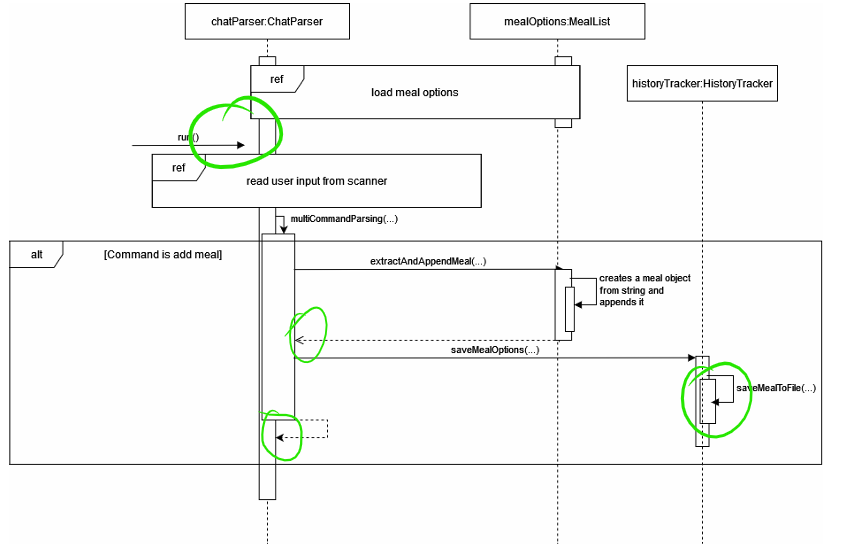 chatParser:ChatParser
mealOptions:MealList
historyTracker:HistoryTracker
ref
load meal options
run()
ref
read user input from scanner
multiCommandParsing(...)
alt
[Command is add meal]
extractAndAppendMeal(...)
creates a meal object
from string and
appends it
saveMealOptions(...)
saveMealToFile(...)